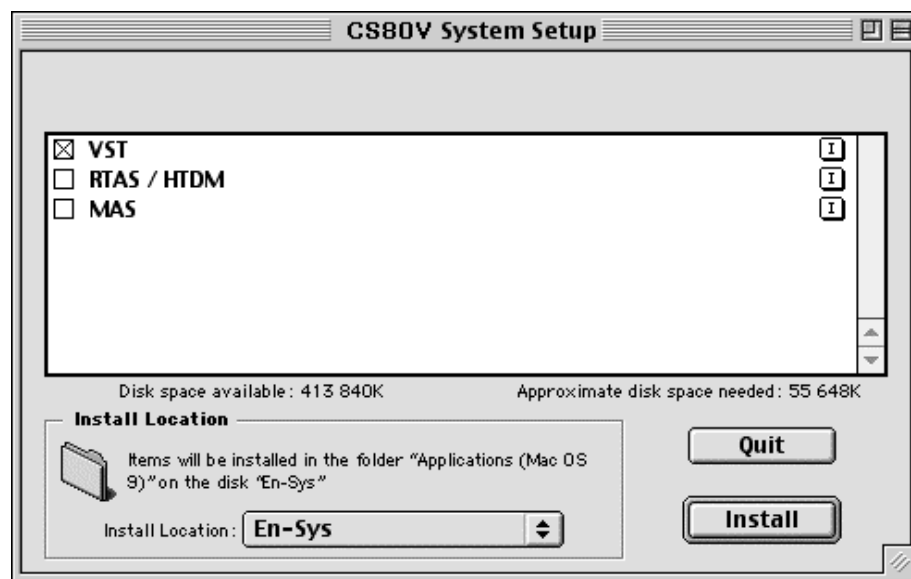 CS80V System Setup
VST
I
RTAS / HTDM
I
MAS
I
Disk space available : 413 840K
Approximate disk space needed : 55 648K
Install Location
Items will be installed in the folder "Applications (Mac OS
9)" on the disk "En-Sys"
Install Location :
En-Sys
Quit
Install